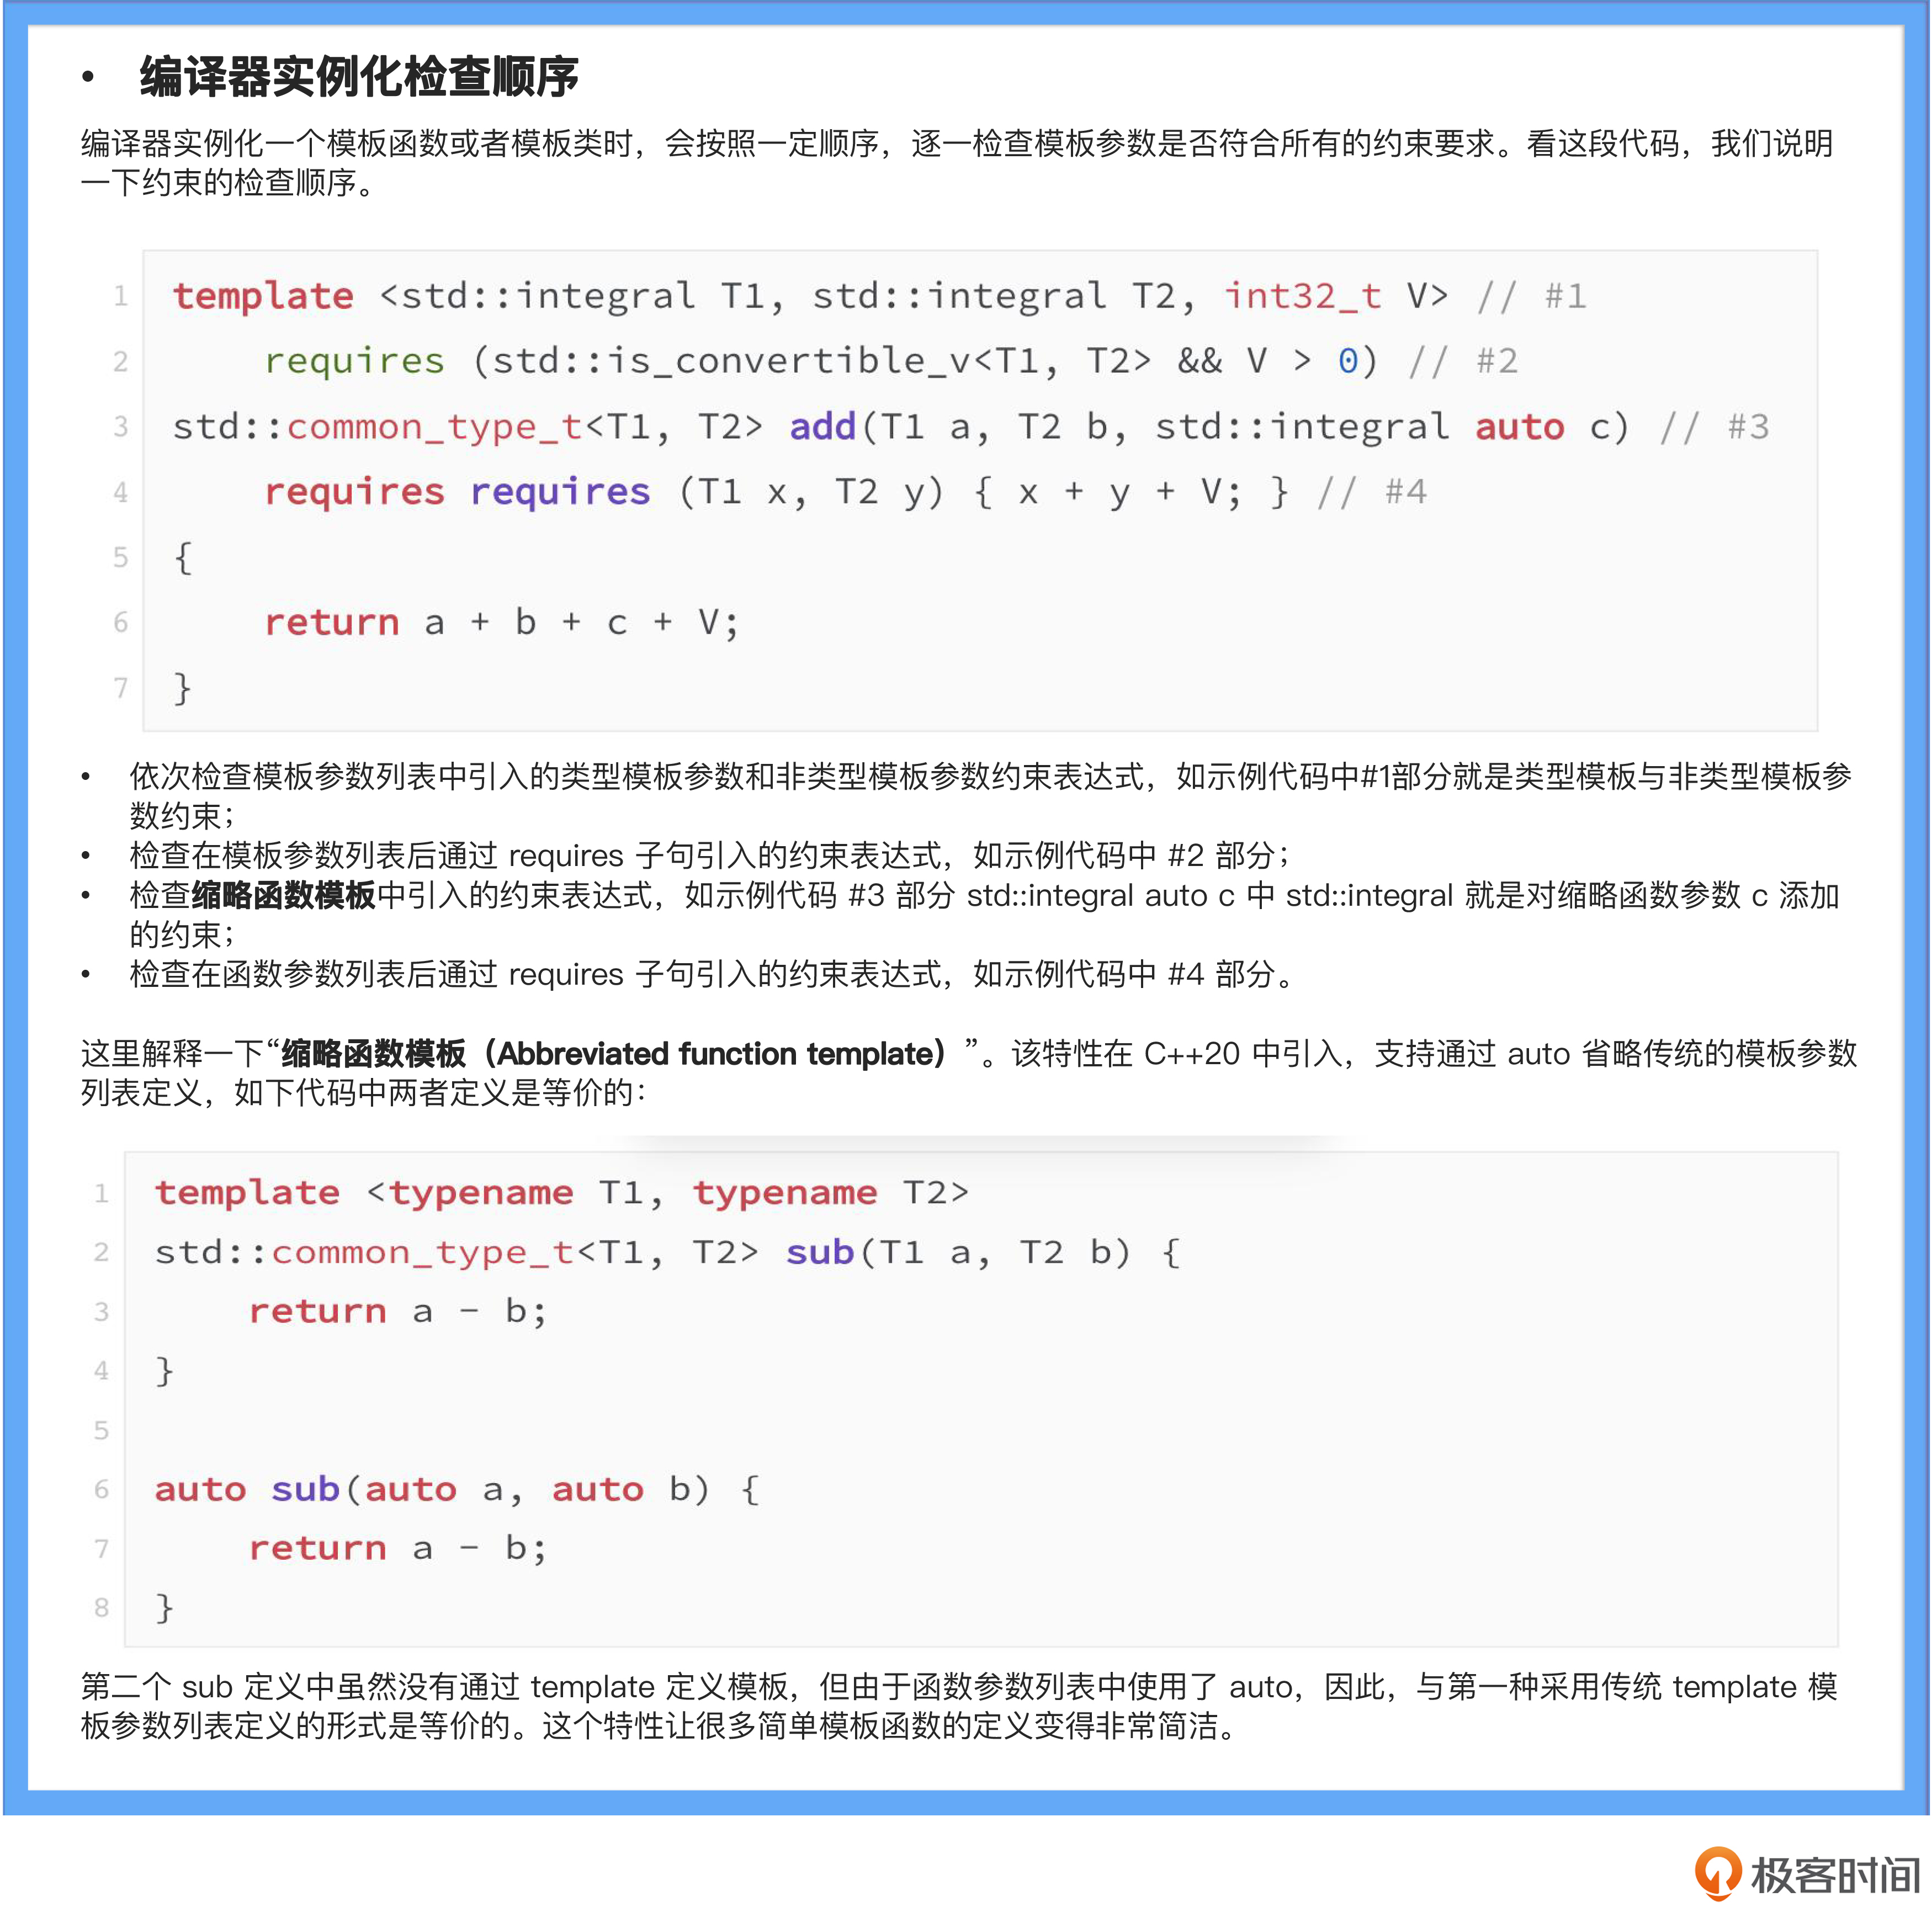 • 编译器实例化检查顺序
编译器实例化一个模板函数或者模板类时，会按照一定顺序，逐一检查模板参数是否符合所有的约束要求。看这段代码，我们说明
一下约束的检查顺序。
1 template <std::integral T1, std::integral T2, int32_t V> // #1
2     requires (std::is_convertible_v<T1, T2> && V > 0) // #2
3 std::common_type_t<T1, T2> add(T1 a, T2 b, std::integral auto c) // #3
4     requires requires (T1 x, T2 y) { x + y + V; } // #4
5 {
6     return a + b + c + V;
7 }
• 依次检查模板参数列表中引入的类型模板参数和非类型模板参数约束表达式，如示例代码中#1部分就是类型模板与非类型模板参
数约束；
• 检查在模板参数列表后通过 requires 子句引入的约束表达式，如示例代码中 #2 部分；
• 检查缩略函数模板中引入的约束表达式，如示例代码 #3 部分 std::integral auto c 中 std::integral 就是对缩略函数参数 c 添加
的约束；
• 检查在函数参数列表后通过 requires 子句引入的约束表达式，如示例代码中 #4 部分。
这里解释一下“缩略函数模板（Abbreviated function template）”。该特性在 C++20 中引入，支持通过 auto 省略传统的模板参数
列表定义，如下代码中两者定义是等价的：
1 template <typename T1, typename T2>
2 std::common_type_t<T1, T2> sub(T1 a, T2 b) {
3     return a - b;
4 }
5
6 auto sub(auto a, auto b) {
7     return a - b;
8 }
第二个 sub 定义中虽然没有通过 template 定义模板，但由于函数参数列表中使用了 auto，因此，与第一种采用传统 template 模
板参数列表定义的形式是等价的。这个特性让很多简单模板函数的定义变得非常简洁。
极客时间